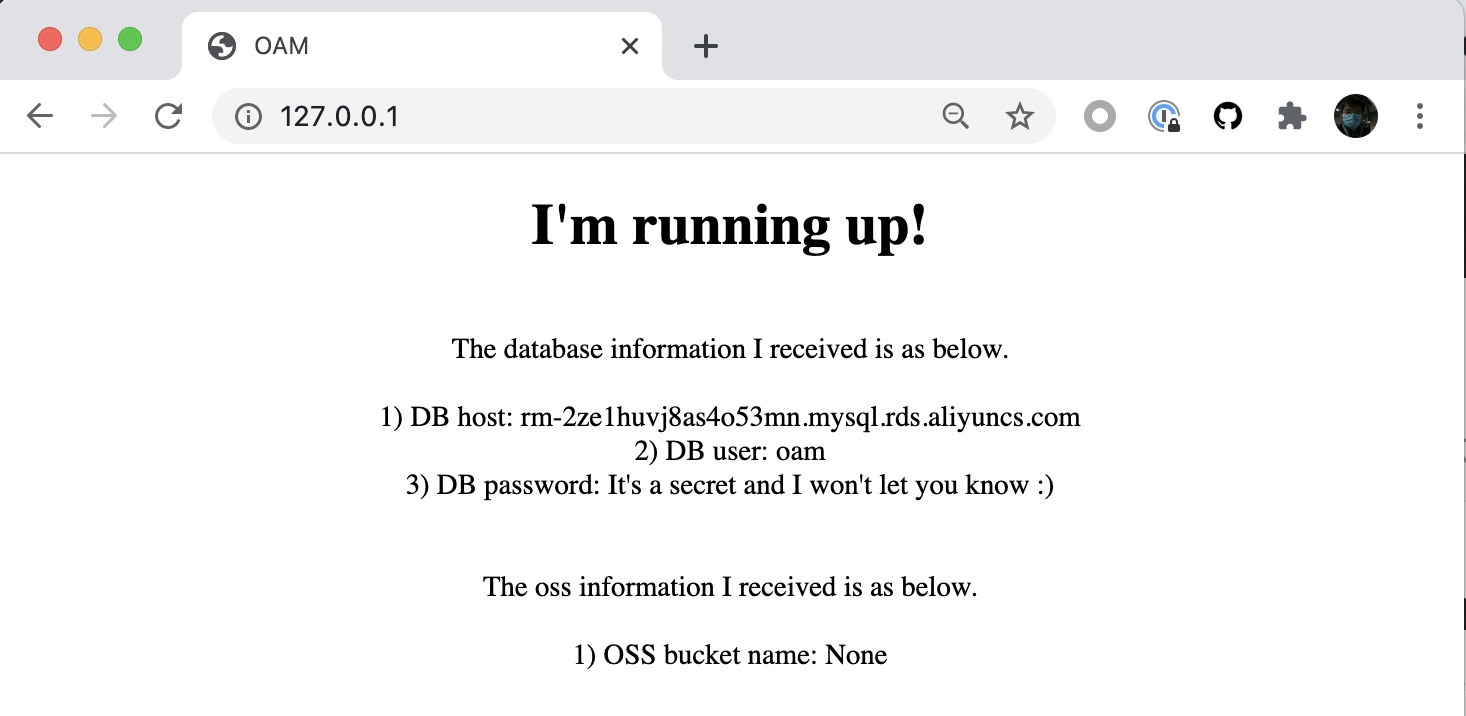 OAM
127.0.0.1
I'm running up!
The database information I received is as below.
1) DB host: rm-2ze1huvj8as4o53mn.mysql.rds.aliyuncs.com
2) DB user: oam
3) DB password: It's a secret and I won't let you know :)
The oss information I received is as below.
1) OSS bucket name: None